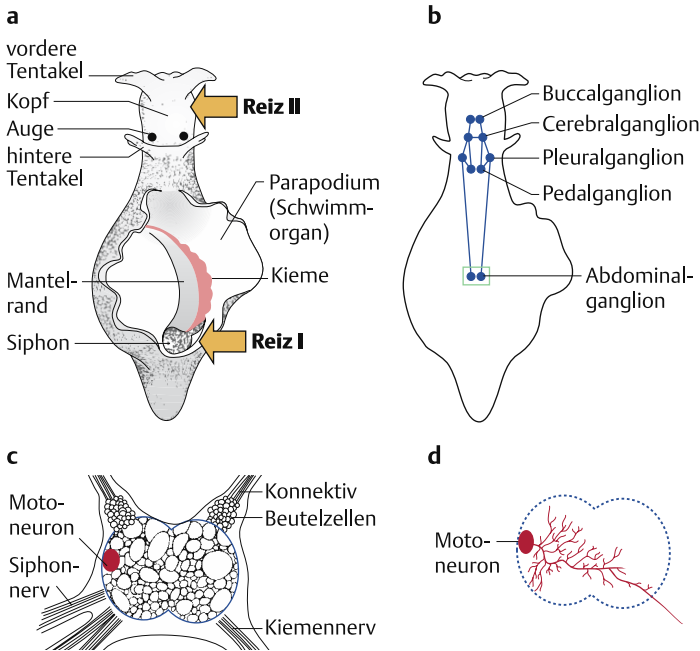 a
vordere
Tentakel
Kopf
Reiz II
Auge
hintere
Tentakel
Parapodium
(Schwimm-
organ)
Mantel-
rand
Kieme
Siphon
Reiz I
b
Buccalganglion
Cerebralganglion
Pleuralganglion
Pedalganglion
Abdominal-
ganglion
c
Moto-
neuron
Siphon-
nerv
Konnektiv
Beutelzellen
Kiemennerv
d
Moto-
neuron